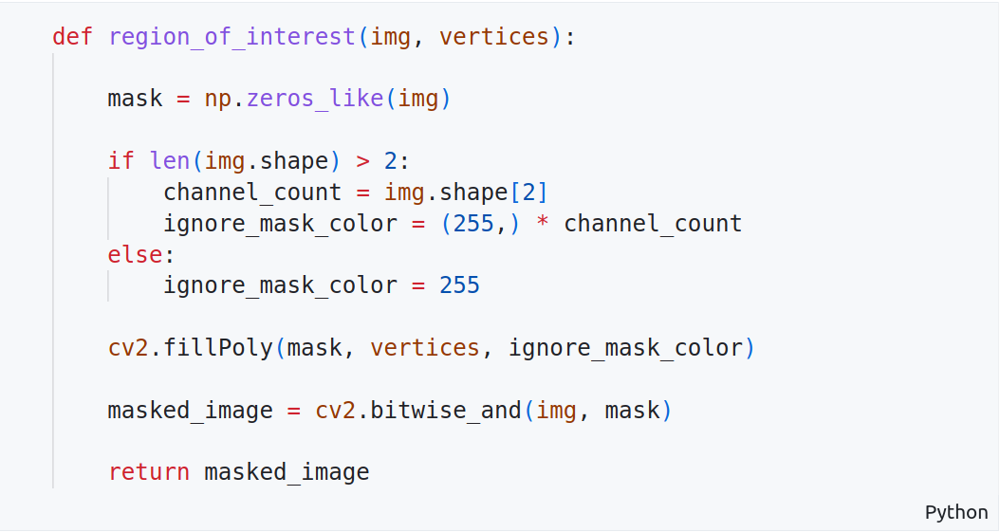 def region_of_interest(img, vertices):
mask = np.zeros_like(img)
if len(img.shape) > 2:
channel_count = img.shape[2]
ignore_mask_color = (255,) * channel_count
else:
ignore_mask_color = 255
cv2.fillPoly(mask, vertices, ignore_mask_color)
masked_image = cv2.bitwise_and(img, mask)
return masked_image
Python